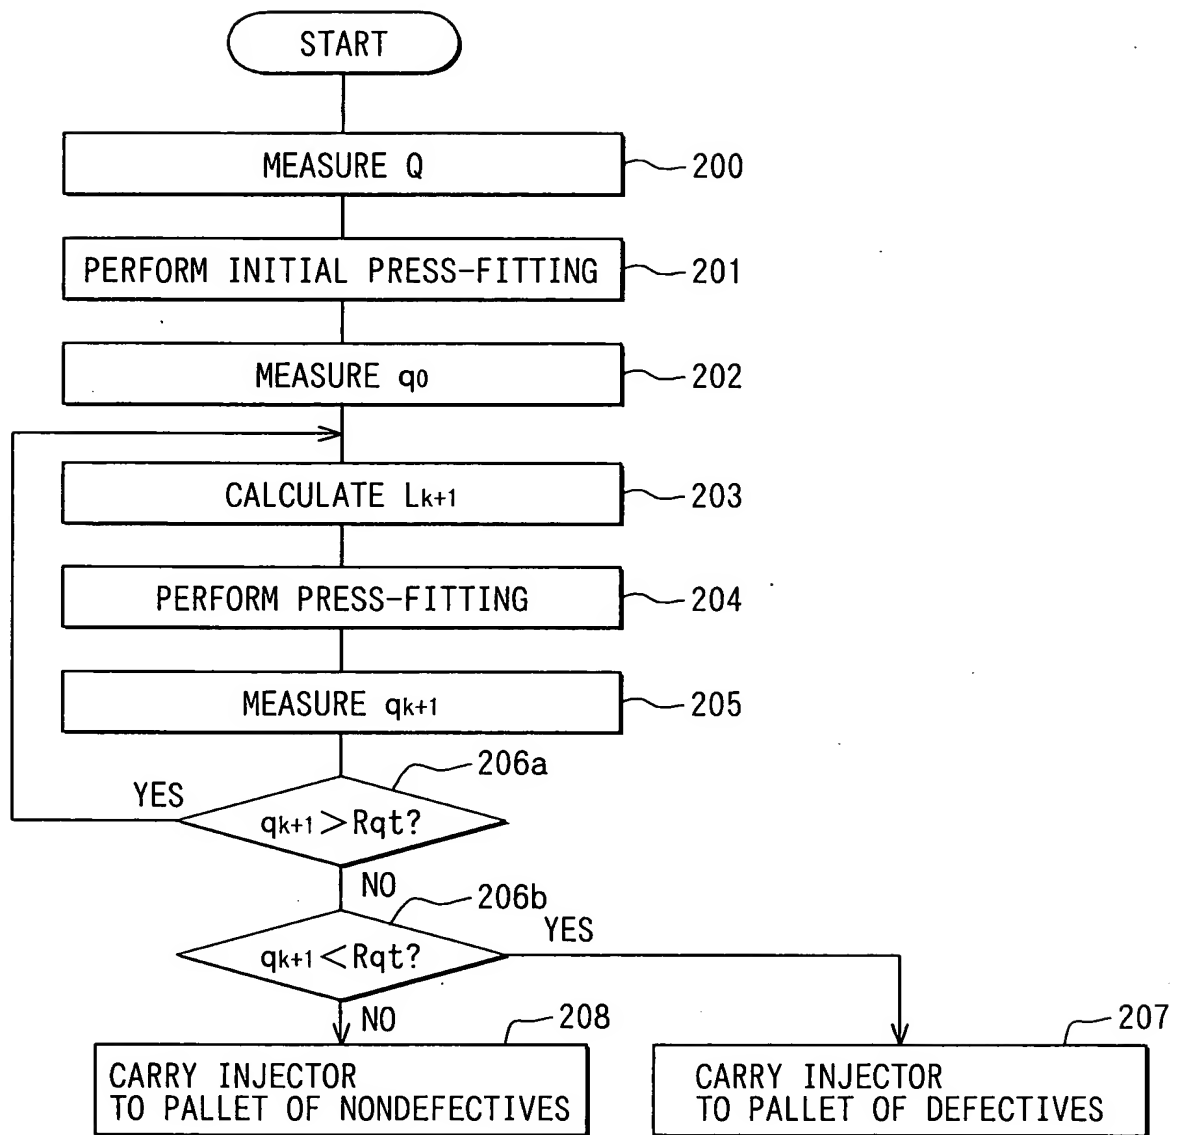 START
MEASURE Q
200
PERFORM INITIAL PRESS-FITTING
201
MEASURE q0
202
CALCULATE Lk+1
203
PERFORM PRESS-FITTING
204
MEASURE qk+1
205
206a
YES
qk+1>Rqt?
NO
206b
YES
qk+1<Rqt?
NO
208
207
CARRY INJECTOR
TO PALLET OF NONDEFECTIVES
CARRY INJECTOR
TO PALLET OF DEFECTIVES